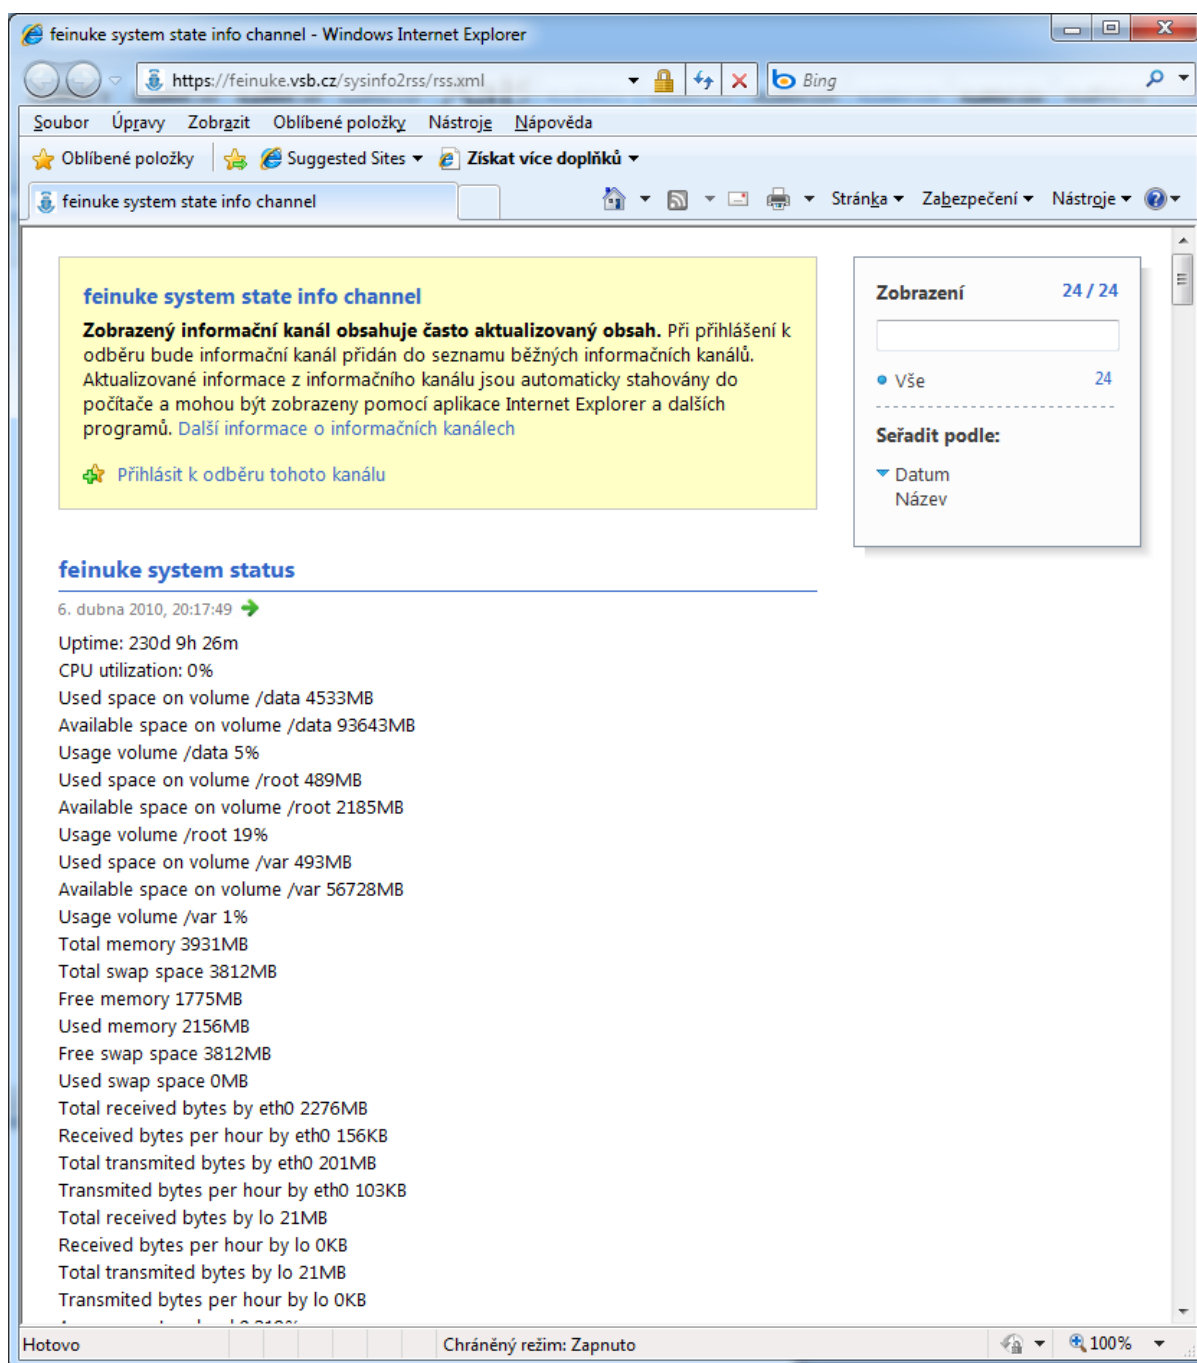 feinuke system state info channel - Windows Internet Explorer
https://feinuke.vsb.cz/sysinfo2rss/rss.xml
Bing
Soubor Úpravy Zobrazit Oblíbené položky Nástroje Nápověda
Oblíbené položky Suggested Sites Získat více doplňků
feinuke system state info channel
Stránka Zabezpečení Nástroje
feinuke system state info channel
Zobrazený informační kanál obsahuje často aktualizovaný obsah. Při přihlášení k
odběru bude informační kanál přidán do seznamu běžných informačních kanálů.
Aktualizované informace z informačního kanálu jsou automaticky stahovány do
počítače a mohou být zobrazeny pomocí aplikace Internet Explorer a dalších
programů. Další informace o informačních kanálech
Přihlásit k odběru tohoto kanálu
Zobrazení 24 / 24
Vše 24
Seřadit podle:
Datum
Název
feinuke system status
6. dubna 2010, 20:17:49
Uptime: 230d 9h 26m
CPU utilization: 0%
Used space on volume /data 4533MB
Available space on volume /data 93643MB
Usage volume /data 5%
Used space on volume /root 489MB
Available space on volume /root 2185MB
Usage volume /root 19%
Used space on volume /var 493MB
Available space on volume /var 56728MB
Usage volume /var 1%
Total memory 3931MB
Total swap space 3812MB
Free memory 1775MB
Used memory 2156MB
Free swap space 3812MB
Used swap space 0MB
Total received bytes by eth0 2276MB
Received bytes per hour by eth0 156KB
Total transmited bytes by eth0 201MB
Transmited bytes per hour by eth0 103KB
Total received bytes by lo 21MB
Received bytes per hour by lo 0KB
Total transmited bytes by lo 21MB
Transmited bytes per hour by lo 0KB
Hotovo
Chráněný režim: Zapnuto
100%